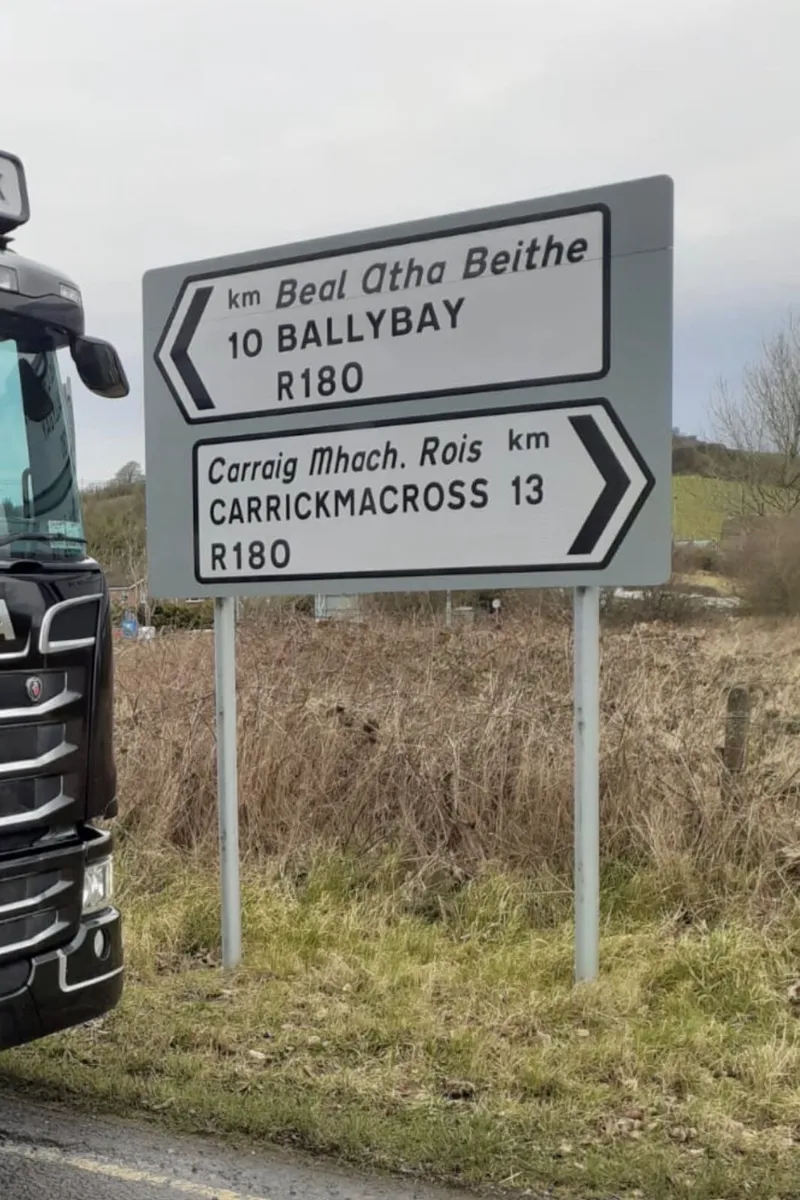 km Beal Atha Beithe
10 BALLYBAY
R180
Carraig Mhach. Rois km
CARRICKMACROSS 13
R180